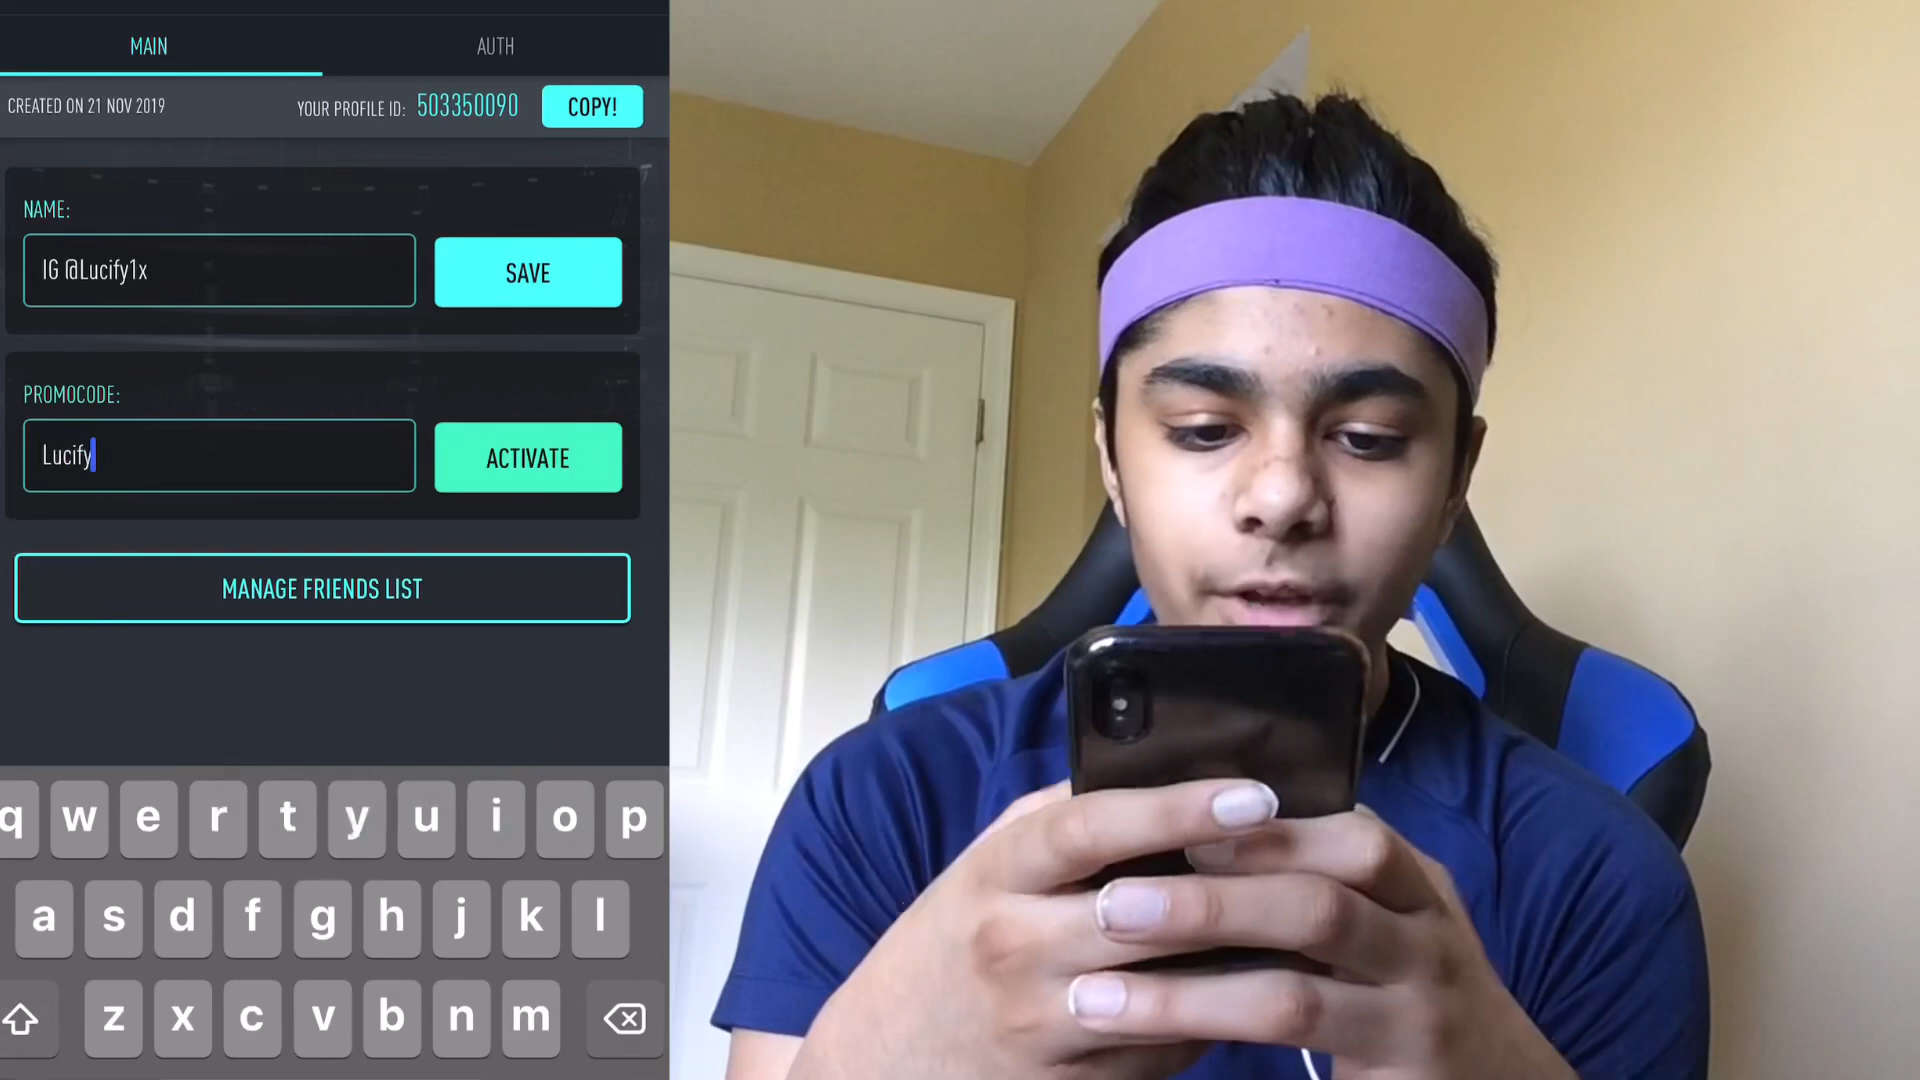 MAIN AUTH
CREATED ON 21 NOV 2019 YOUR PROFILE ID: 503350090 COPY!
NAME:
IG @Lucify1x SAVE
PROMOCODE:
Lucify ACTIVATE
MANAGE FRIENDS LIST
q w e r t y u i o p
a s d f g h j k l
z x c v b n m